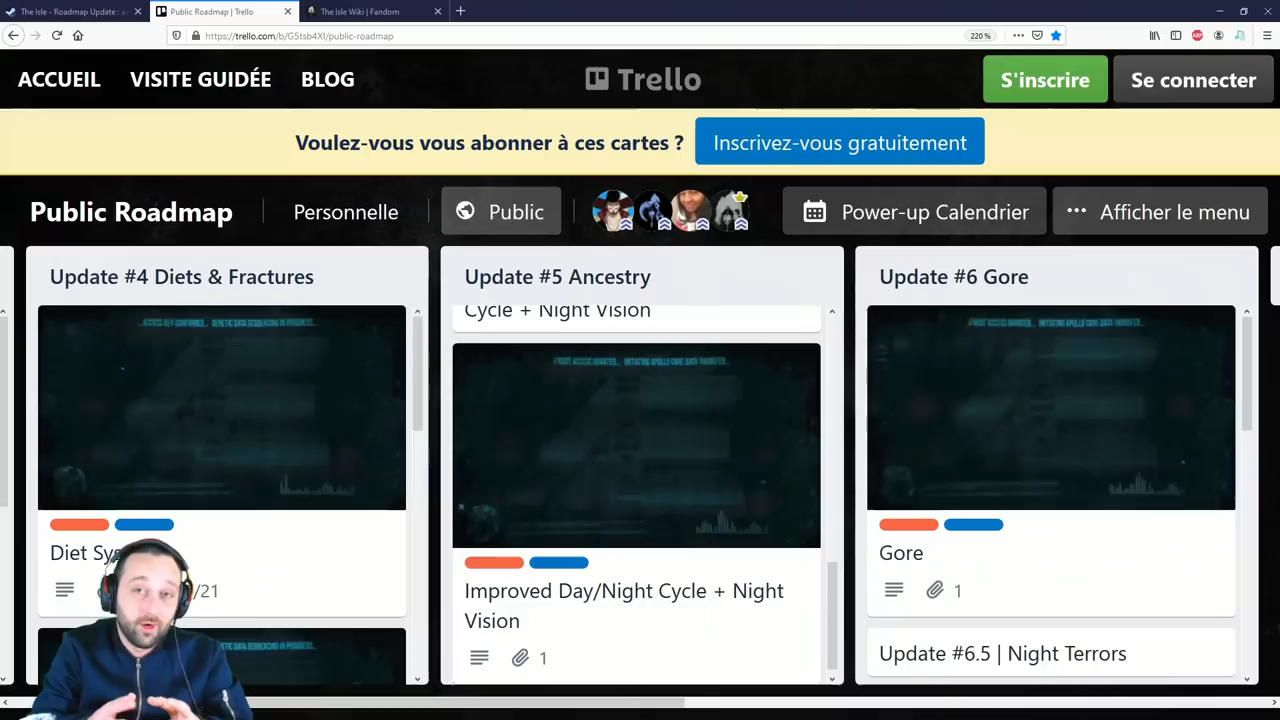 The Isle - Roadmap Update : a
Public Roadmap | Trello
The Isle Wiki | Fandom
https://trello.com/b/G5tsb4XI/public-roadmap
220 %
ACCUEIL VISITE GUIDÉE BLOG
Trello
S'inscrire
Se connecter
Voulez-vous vous abonner à ces cartes ?
Inscrivez-vous gratuitement
Public Roadmap
Personnelle
Public
Power-up Calendrier
Afficher le menu
Update #4 Diets & Fractures
Diet Sys
/21
Update #5 Ancestry
Cycle + Night Vision
Improved Day/Night Cycle + Night
Vision
1
Update #6 Gore
Gore
1
Update #6.5 | Night Terrors